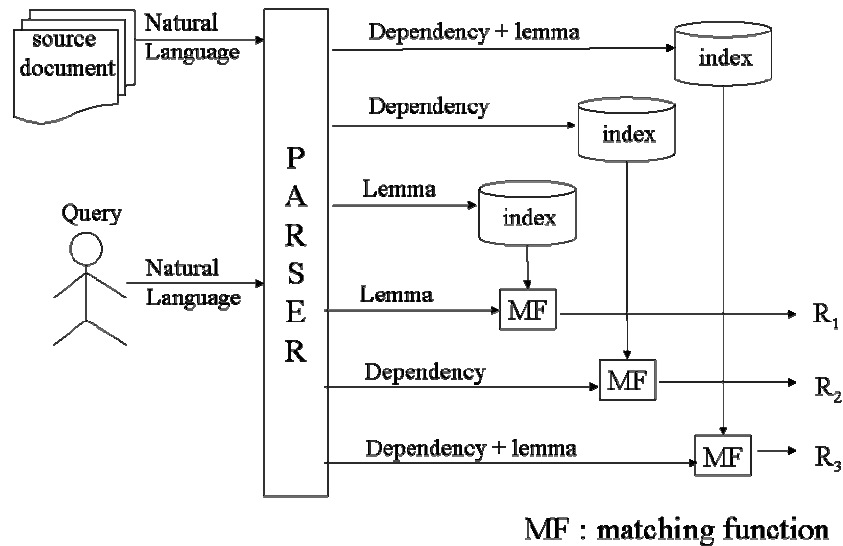 Natural
Language
source
document
Dependency + lemma
index
Dependency
index
PARSER
Lemma
index
Query
Natural
Language
Lemma
MF
R1
Dependency
MF
R2
Dependency + lemma
MF
R3
MF : matching function